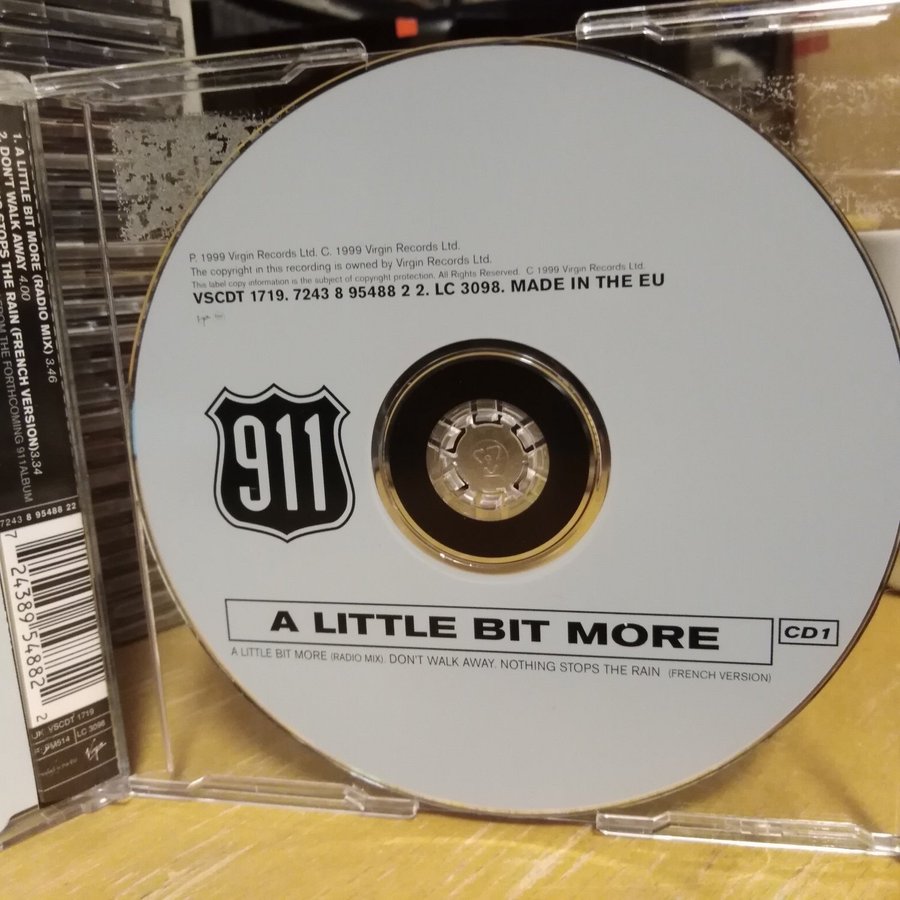 P. 1999 Virgin Records Ltd. C. 1999 Virgin Records Ltd.
The copyright in this recording is owned by Virgin Records Ltd.
This label copy information is the subject of copyright protection. All Rights Reserved. C 1999 Virgin Records Ltd.
VSCDT 1719. 7243 8 95488 2 2. LC 3098. MADE IN THE EU
911
A LITTLE BIT MORE
CD1
A LITTLE BIT MORE (RADIO MIX). DON'T WALK AWAY. NOTHING STOPS THE RAIN (FRENCH VERSION)
1. A LITTLE BIT MORE (RADIO MIX) 3.46
2. DON'T WALK AWAY 4.00
STOPS THE RAIN (FRENCH VERSION) 3.34
FROM THE FORTHCOMING 911 ALBUM
7243 8 95488 22
7 24389 54882 2
UK: VSCDT 1719
LC 3098
Virgin